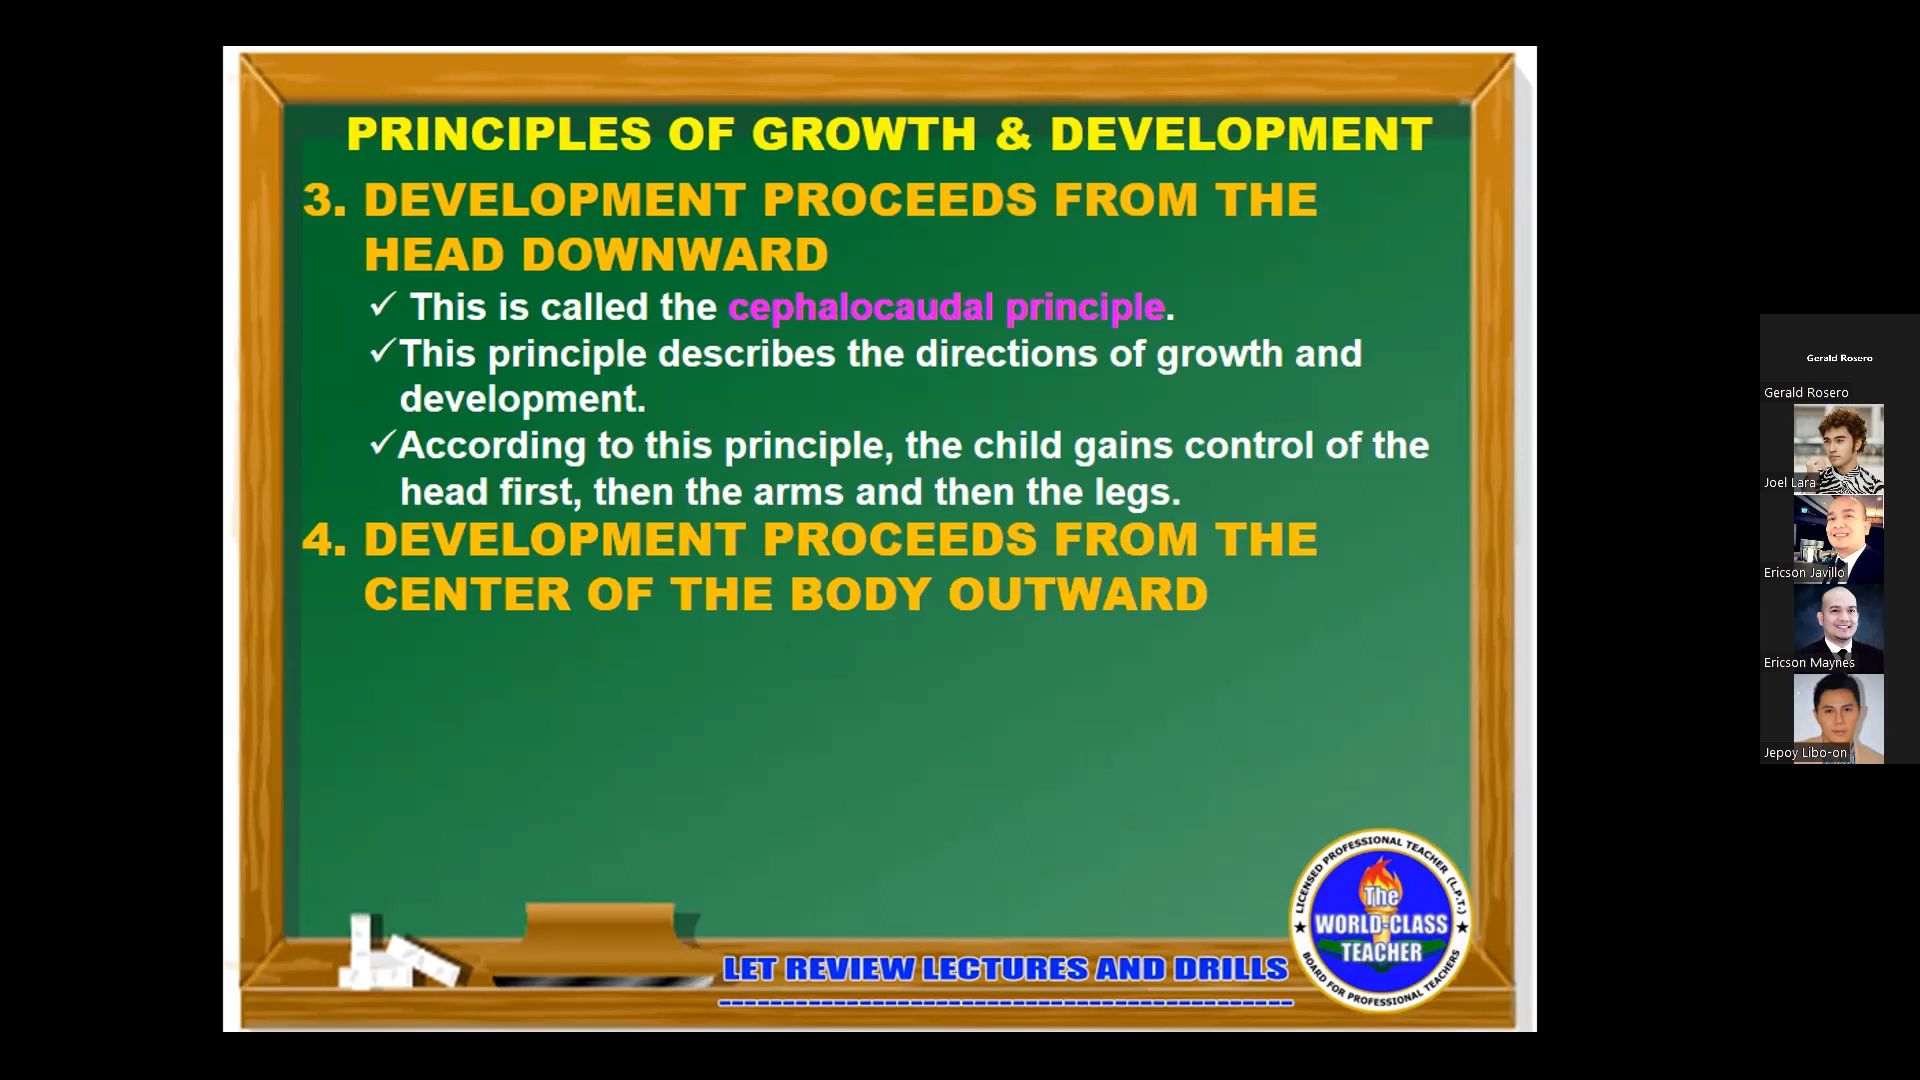 PRINCIPLES OF GROWTH & DEVELOPMENT
3. DEVELOPMENT PROCEEDS FROM THE
HEAD DOWNWARD
✓ This is called the cephalocaudal principle.
✓This principle describes the directions of growth and
development.
✓According to this principle, the child gains control of the
head first, then the arms and then the legs.
4. DEVELOPMENT PROCEEDS FROM THE
CENTER OF THE BODY OUTWARD
LET REVIEW LECTURES AND DRILLS
LICENSED PROFESSIONAL TEACHER (L.P.T.)
The
WORLD-CLASS
TEACHER
BOARD FOR PROFESSIONAL TEACHERS
Gerald Rosero
Gerald Rosero
Joel Lara
Ericson Javillo
Ericson Maynes
Jepoy Libo-on